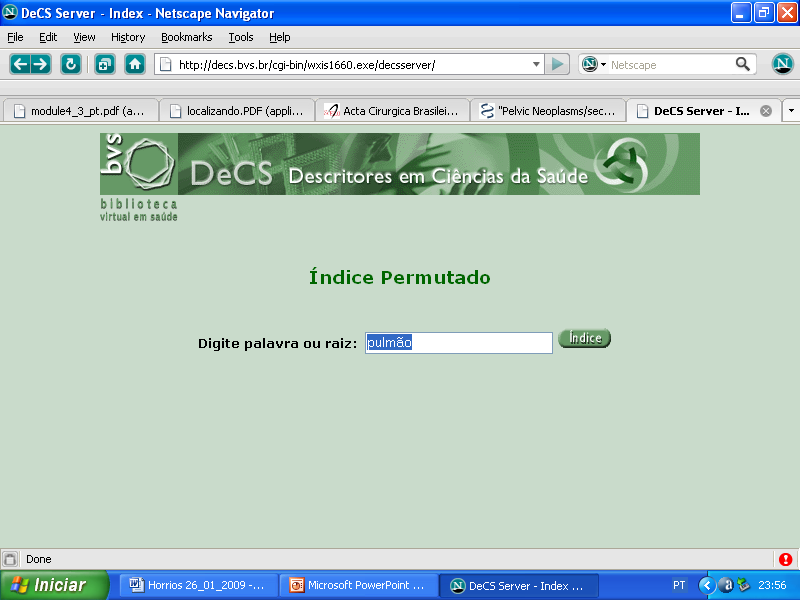 DeCS Server - Index - Netscape Navigator
File Edit View History Bookmarks Tools Help
http://decs.bvs.br/cgi-bin/wxis1660.exe/decsserver/
Netscape
module4_3_pt.pdf (a...
localizando.PDF (appli...
Acta Cirurgica Brasilei...
"Pelvic Neoplasms/sec...
DeCS Server - I...
bvs
DeCS Descritores em Ciências da Saúde
biblioteca
virtual em saúde
Índice Permutado
Digite palavra ou raiz: pulmão Índice
Done
Iniciar
Horrios 26_01_2009 -...
Microsoft PowerPoint ...
DeCS Server - Index ...
PT
23:56